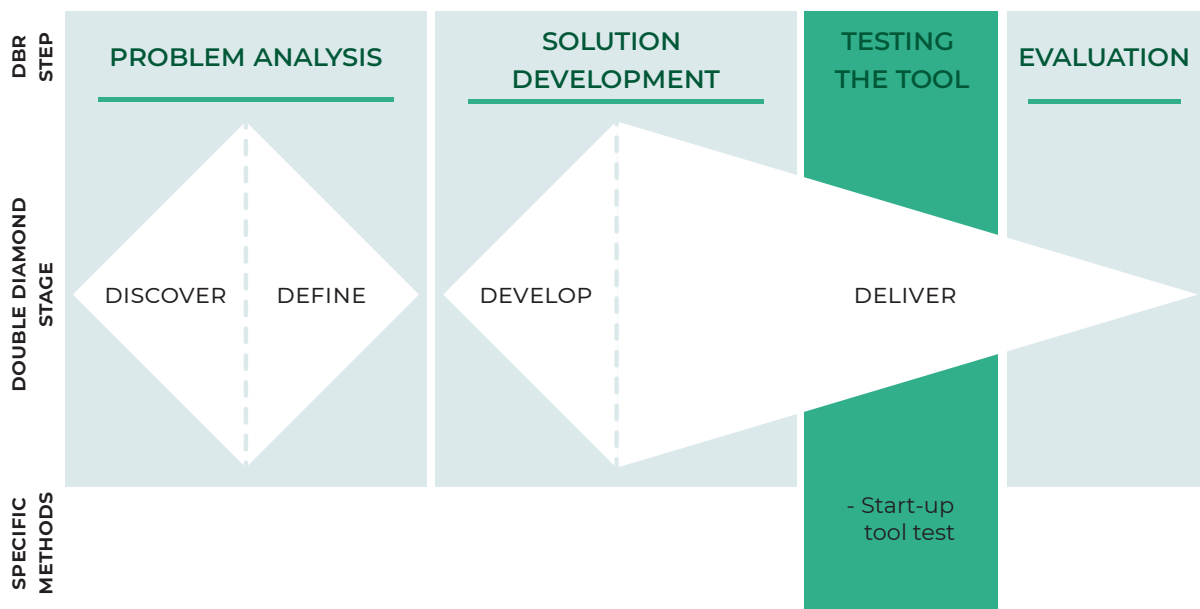 DBR
STEP
PROBLEM ANALYSIS
SOLUTION
DEVELOPMENT
TESTING
THE TOOL
EVALUATION
DOUBLE DIAMOND
STAGE
DISCOVER
DEFINE
DEVELOP
DELIVER
SPECIFIC
METHODS
- Start-up
tool test